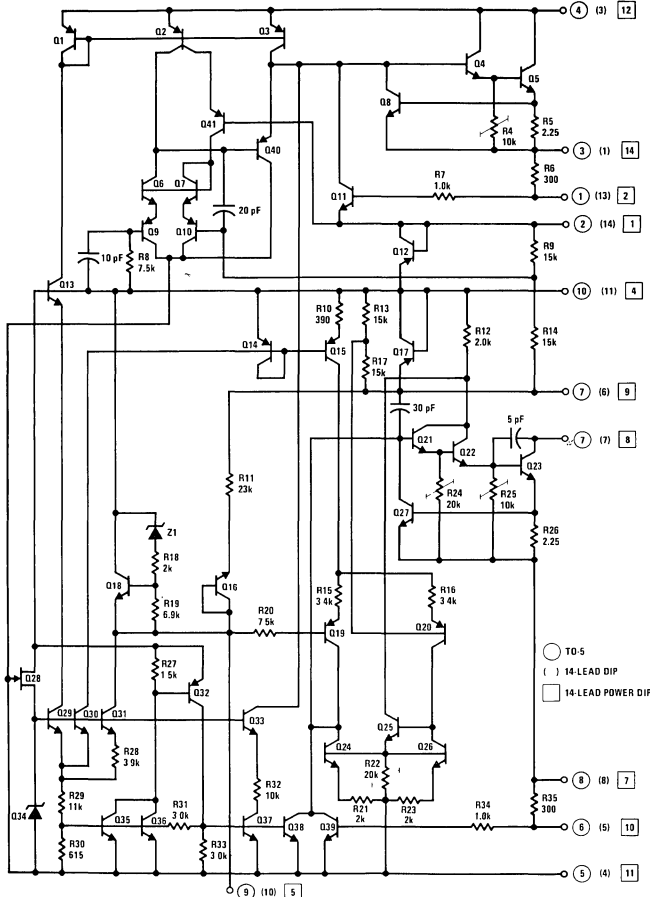 4 (3) 12
Q1
Q2
Q3
Q4
Q5
Q8
R4
10k
R5
2.25
3 (1) 14
Q41
Q40
R6
300
R7
1.0k
1 (13) 2
Q6
Q7
Q11
20 pF
2 (14) 1
Q9
Q10
10 pF
R8
7.5k
Q12
R9
15k
Q13
10 (11) 4
R10
390
R13
15k
Q14
Q15
R17
15k
Q17
R12
2.0k
R14
15k
7 (6) 9
30 pF
5 pF
Q21
Q22
7 (7) 8
Q23
R11
23k
R24
20k
R25
10k
Q27
R26
2.25
Z1
R18
2k
Q18
R19
6.9k
Q16
R20
7 5k
R15
3 4k
R16
3 4k
Q19
Q20
TO-5
( ) 14-LEAD DIP
14-LEAD POWER DIP
R27
1 5k
Q32
Q28
Q29
Q30
Q31
Q33
R28
3 9k
Q25
Q24
Q26
R22
20k
8 (8) 7
R29
11k
R32
10k
R21
2k
R23
2k
R35
300
Q34
R31
3 0k
R34
1.0k
6 (5) 10
Q35
Q36
Q37
Q38
Q39
R30
615
R33
3 0k
5 (4) 11
9 (10) 5